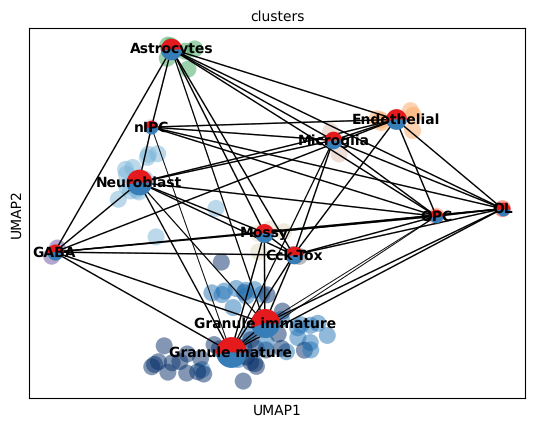 clusters
Astrocytes
Endothelial
nIPC
Microglia
Neuroblast
OL
OPC
Mossy
GABA
Cck-Tox
Granule immature
Granule mature
UMAP2
UMAP1